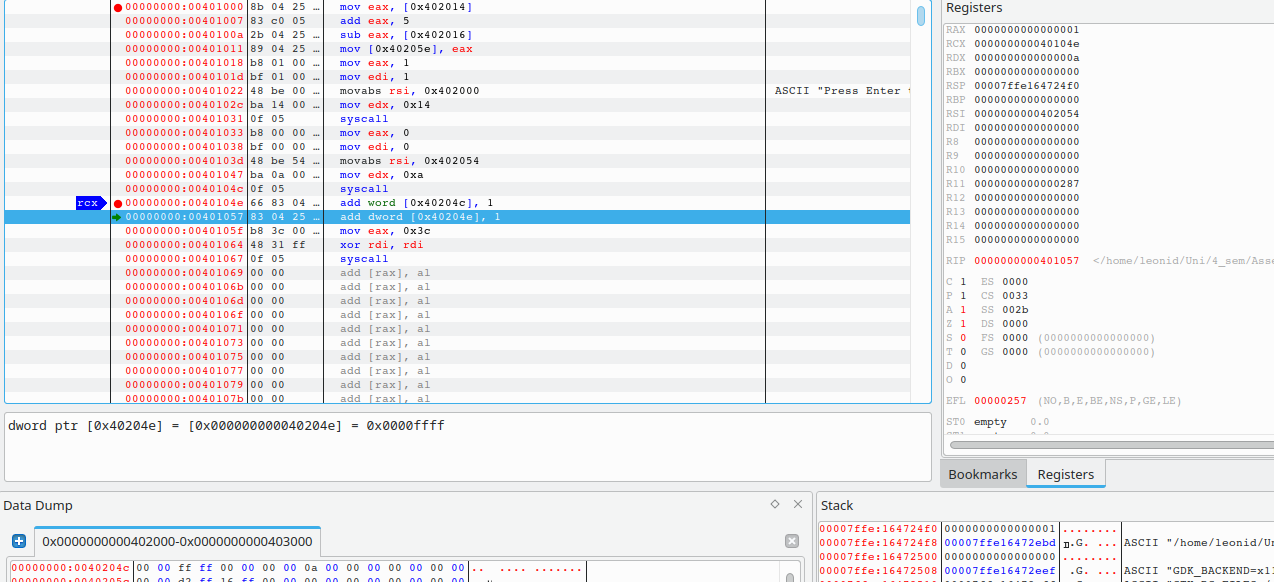 00000000:00401000 8b 04 25 … mov eax, [0x402014]
00000000:00401007 83 c0 05 add eax, 5
00000000:0040100a 2b 04 25 … sub eax, [0x402016]
00000000:00401011 89 04 25 … mov [0x40205e], eax
00000000:00401018 b8 01 00 … mov eax, 1
00000000:0040101d bf 01 00 … mov edi, 1
00000000:00401022 48 be 00 … movabs rsi, 0x402000 ASCII "Press Enter
00000000:0040102c ba 14 00 … mov edx, 0x14
00000000:00401031 0f 05 syscall
00000000:00401033 b8 00 00 … mov eax, 0
00000000:00401038 bf 00 00 … mov edi, 0
00000000:0040103d 48 be 54 … movabs rsi, 0x402054
00000000:00401047 ba 0a 00 … mov edx, 0xa
00000000:0040104c 0f 05 syscall
rcx 00000000:0040104e 66 83 04 … add word [0x40204c], 1
00000000:00401057 83 04 25 … add dword [0x40204e], 1
00000000:0040105f b8 3c 00 … mov eax, 0x3c
00000000:00401064 48 31 ff xor rdi, rdi
00000000:00401067 0f 05 syscall
00000000:00401069 00 00 add [rax], al
00000000:0040106b 00 00 add [rax], al
00000000:0040106d 00 00 add [rax], al
00000000:0040106f 00 00 add [rax], al
00000000:00401071 00 00 add [rax], al
00000000:00401073 00 00 add [rax], al
00000000:00401075 00 00 add [rax], al
00000000:00401077 00 00 add [rax], al
00000000:00401079 00 00 add [rax], al
00000000:0040107b 00 00 add [rax], al
dword ptr [0x40204e] = [0x000000000040204e] = 0x0000ffff
Registers
RAX 0000000000000001
RCX 000000000040104e
RDX 000000000000000a
RBX 0000000000000000
RSP 00007ffe164724f0
RBP 0000000000000000
RSI 0000000000402054
RDI 0000000000000000
R8 0000000000000000
R9 0000000000000000
R10 0000000000000000
R11 0000000000000287
R12 0000000000000000
R13 0000000000000000
R14 0000000000000000
R15 0000000000000000
RIP 0000000000401057 </home/leonid/Uni/4_sem/Asse
C 1 ES 0000
P 1 CS 0033
A 1 SS 002b
Z 1 DS 0000
S 0 FS 0000 (0000000000000000)
T 0 GS 0000 (0000000000000000)
D 0
O 0
EFL 00000257 (NO,B,E,BE,NS,P,GE,LE)
ST0 empty 0.0
Bookmarks Registers
Data Dump
0x0000000000402000-0x0000000000403000
00000000:0040204c 00 00 ff ff 00 00 00 00 0a 00 00 00 00 00 00 00 .. .... .......
Stack
00007ffe:164724f0 0000000000000001 ........
00007ffe:164724f8 00007ffe16472ebd .G. ... ASCII "/home/leonid/Un
00007ffe:16472500 0000000000000000 ........
00007ffe:16472508 00007ffe16472eef .G. ... ASCII "GDK_BACKEND=x1